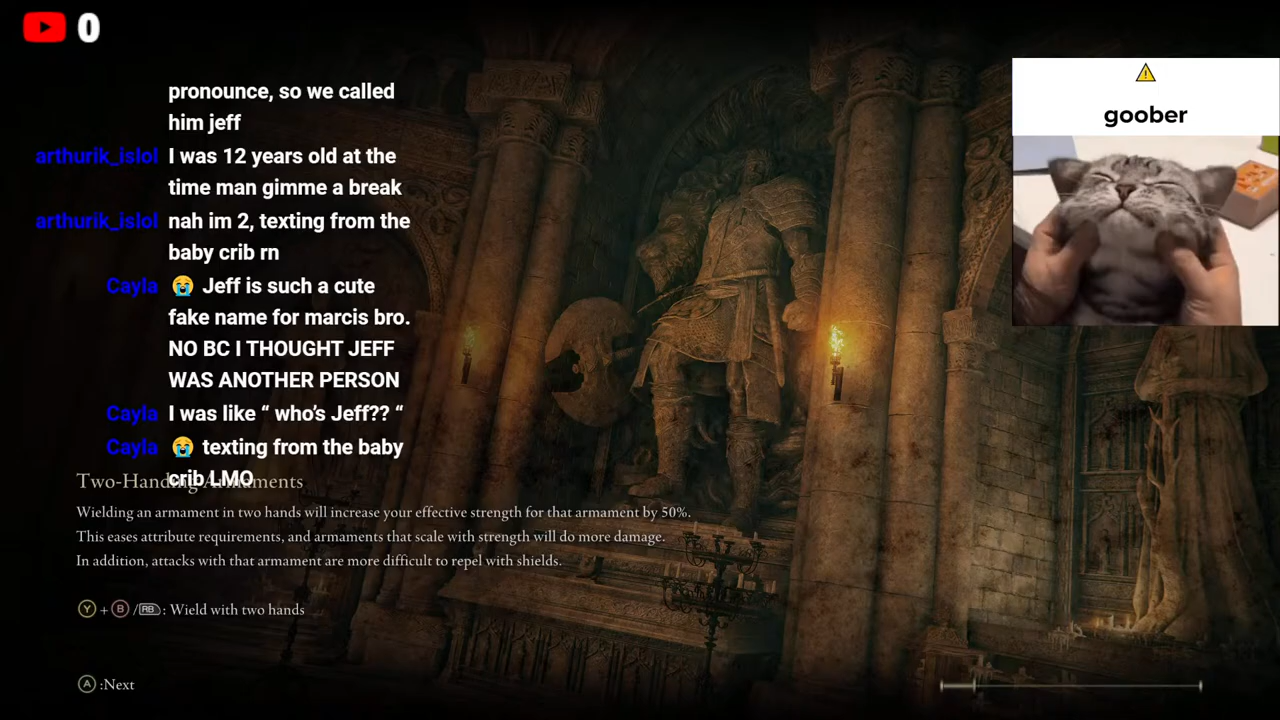 0
pronounce, so we called
him jeff
arthurik_islol I was 12 years old at the
time man gimme a break
arthurik_islol nah im 2, texting from the
baby crib rn
Cayla 😭 Jeff is such a cute
fake name for marcis bro.
NO BC I THOUGHT JEFF
WAS ANOTHER PERSON
Cayla I was like “ who’s Jeff?? “
Cayla 😭 texting from the baby
crib LMO
⚠️
goober
Two-Handing Armaments
Wielding an armament in two hands will increase your effective strength for that armament by 50%.
This eases attribute requirements, and armaments that scale with strength will do more damage.
In addition, attacks with that armament are more difficult to repel with shields.
Y + B /RB: Wield with two hands
A :Next